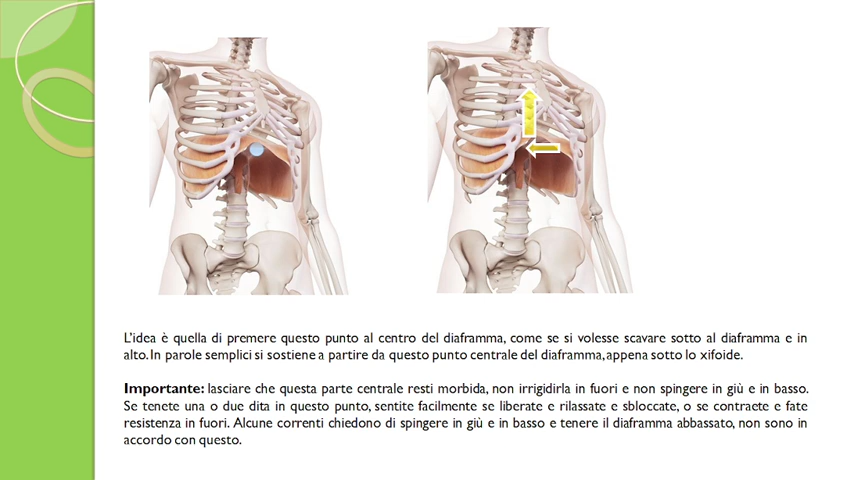 L'idea è quella di premere questo punto al centro del diaframma, come se si volesse scavare sotto al diaframma e in
alto. In parole semplici si sostiene a partire da questo punto centrale del diaframma, appena sotto lo xifoide.
Importante: lasciare che questa parte centrale resti morbida, non irrigidirla in fuori e non spingere in giù e in basso.
Se tenete una o due dita in questo punto, sentite facilmente se liberate e rilassate e sbloccate, o se contraete e fate
resistenza in fuori. Alcune correnti chiedono di spingere in giù e in basso e tenere il diaframma abbassato, non sono in
accordo con questo.